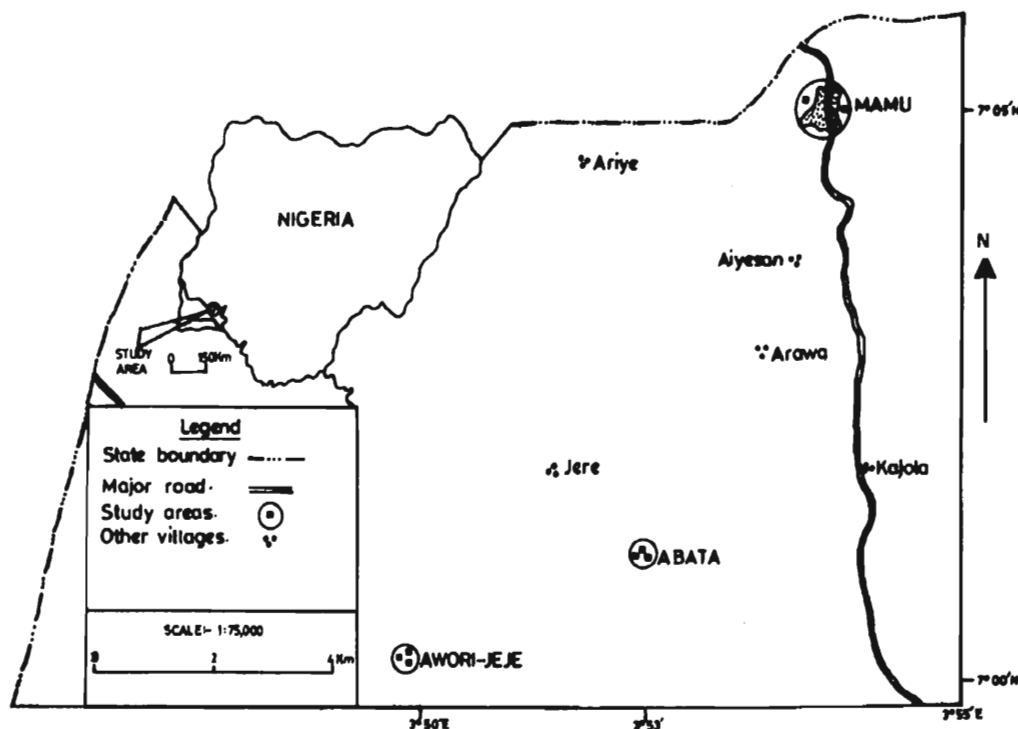 MAMU
7°05'N
Ariye
NIGERIA
Aiyesan
N
STUDY
AREA
0 150Km
Arawa
Legend
State boundary
Major road.
Study areas.
Other villages.
Jere
Kajola
ABATA
SCALE:- 1:75,000
2 4 Km
AWORI-JEJE
7°00'N
3°50'E
3°53'
3°55'E